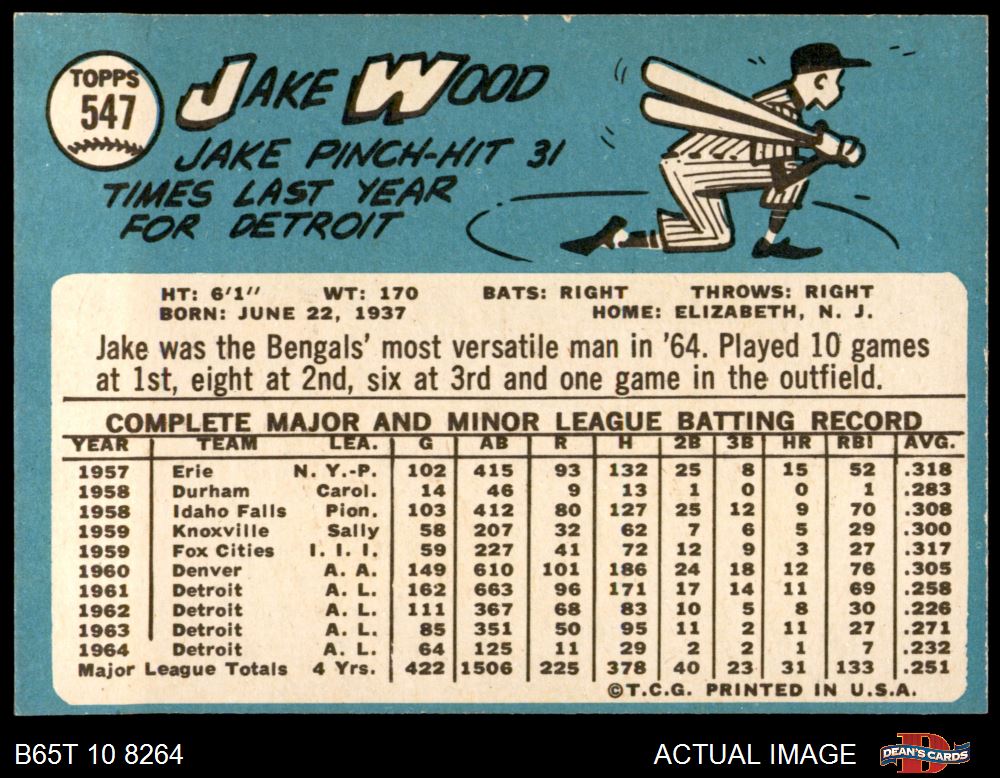 TOPPS
547
JAKE WOOD
JAKE PINCH-HIT 31
TIMES LAST YEAR
FOR DETROIT
HT: 6'1" WT: 170 BATS: RIGHT THROWS: RIGHT
BORN: JUNE 22, 1937 HOME: ELIZABETH, N. J.
Jake was the Bengals' most versatile man in '64. Played 10 games
at 1st, eight at 2nd, six at 3rd and one game in the outfield.
COMPLETE MAJOR AND MINOR LEAGUE BATTING RECORD
YEAR TEAM LEA. G AB R H 2B 3B HR RBI AVG.
1957 Erie N. Y.-P. 102 415 93 132 25 8 15 52 .318
1958 Durham Carol. 14 46 9 13 1 0 0 1 .283
1958 Idaho Falls Pion. 103 412 80 127 25 12 9 70 .308
1959 Knoxville Sally 58 207 32 62 7 6 5 29 .300
1959 Fox Cities I. I. I. 59 227 41 72 12 9 3 27 .317
1960 Denver A. A. 149 610 101 186 24 18 12 76 .305
1961 Detroit A. L. 162 663 96 171 17 14 11 69 .258
1962 Detroit A. L. 111 367 68 83 10 5 8 30 .226
1963 Detroit A. L. 85 351 50 95 11 2 11 27 .271
1964 Detroit A. L. 64 125 11 29 2 2 1 7 .232
Major League Totals 4 Yrs. 422 1506 225 378 40 23 31 133 .251
©T.C.G. PRINTED IN U.S.A.
B65T 10 8264 ACTUAL IMAGE DEAN'S CARDS